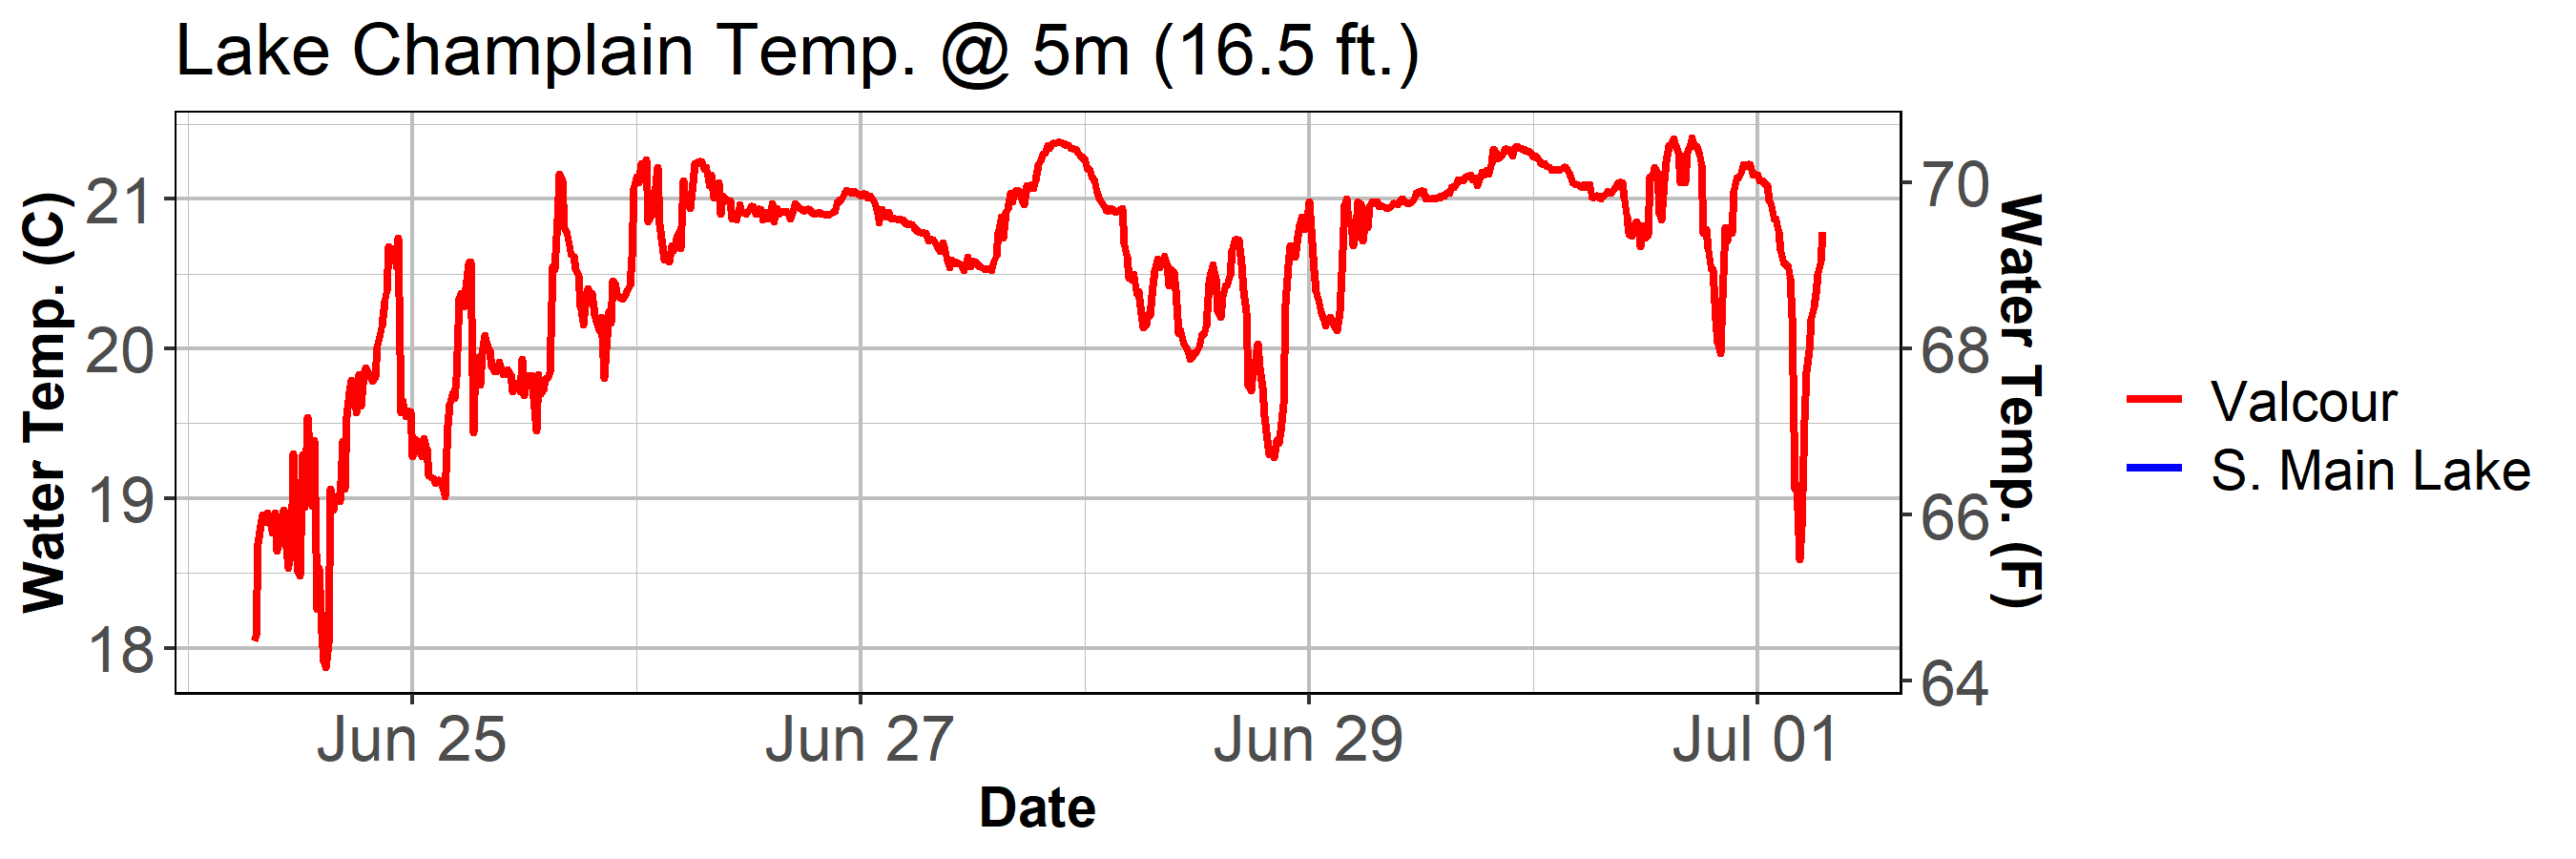 Lake Champlain Temp. @ 5m (16.5 ft.)
Water Temp. (C)
21
20
19
18
70
68
66
64
Water Temp. (F)
Jun 25
Jun 27
Jun 29
Jul 01
Date
Valcour
S. Main Lake